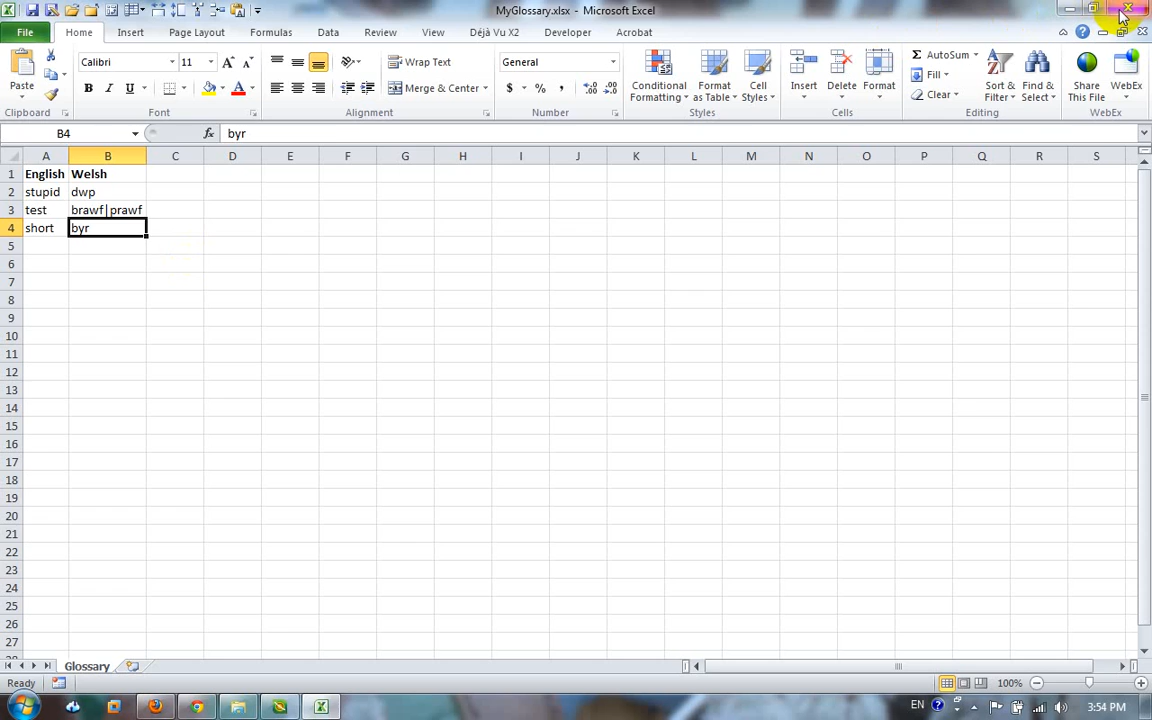 MyGlossary.xlsx - Microsoft Excel
File Home Insert Page Layout Formulas Data Review View Déjà Vu X2 Developer Acrobat
Calibri 11 Wrap Text General AutoSum
Paste Merge & Center Conditional Formatting Format as Table Cell Styles Insert Delete Format Fill Clear Sort & Filter Find & Select Share This File WebEx
Clipboard Font Alignment Number Styles Cells Editing WebEx
B4 fx byr
A B C D E F G H I J K L M N O P Q R S
1 English Welsh
2 stupid dwp
3 test brawf|prawf
4 short byr
5
6
7
8
9
10
11
12
13
14
15
16
17
18
19
20
21
22
23
24
25
26
27
Glossary
Ready 100%
EN 3:54 PM